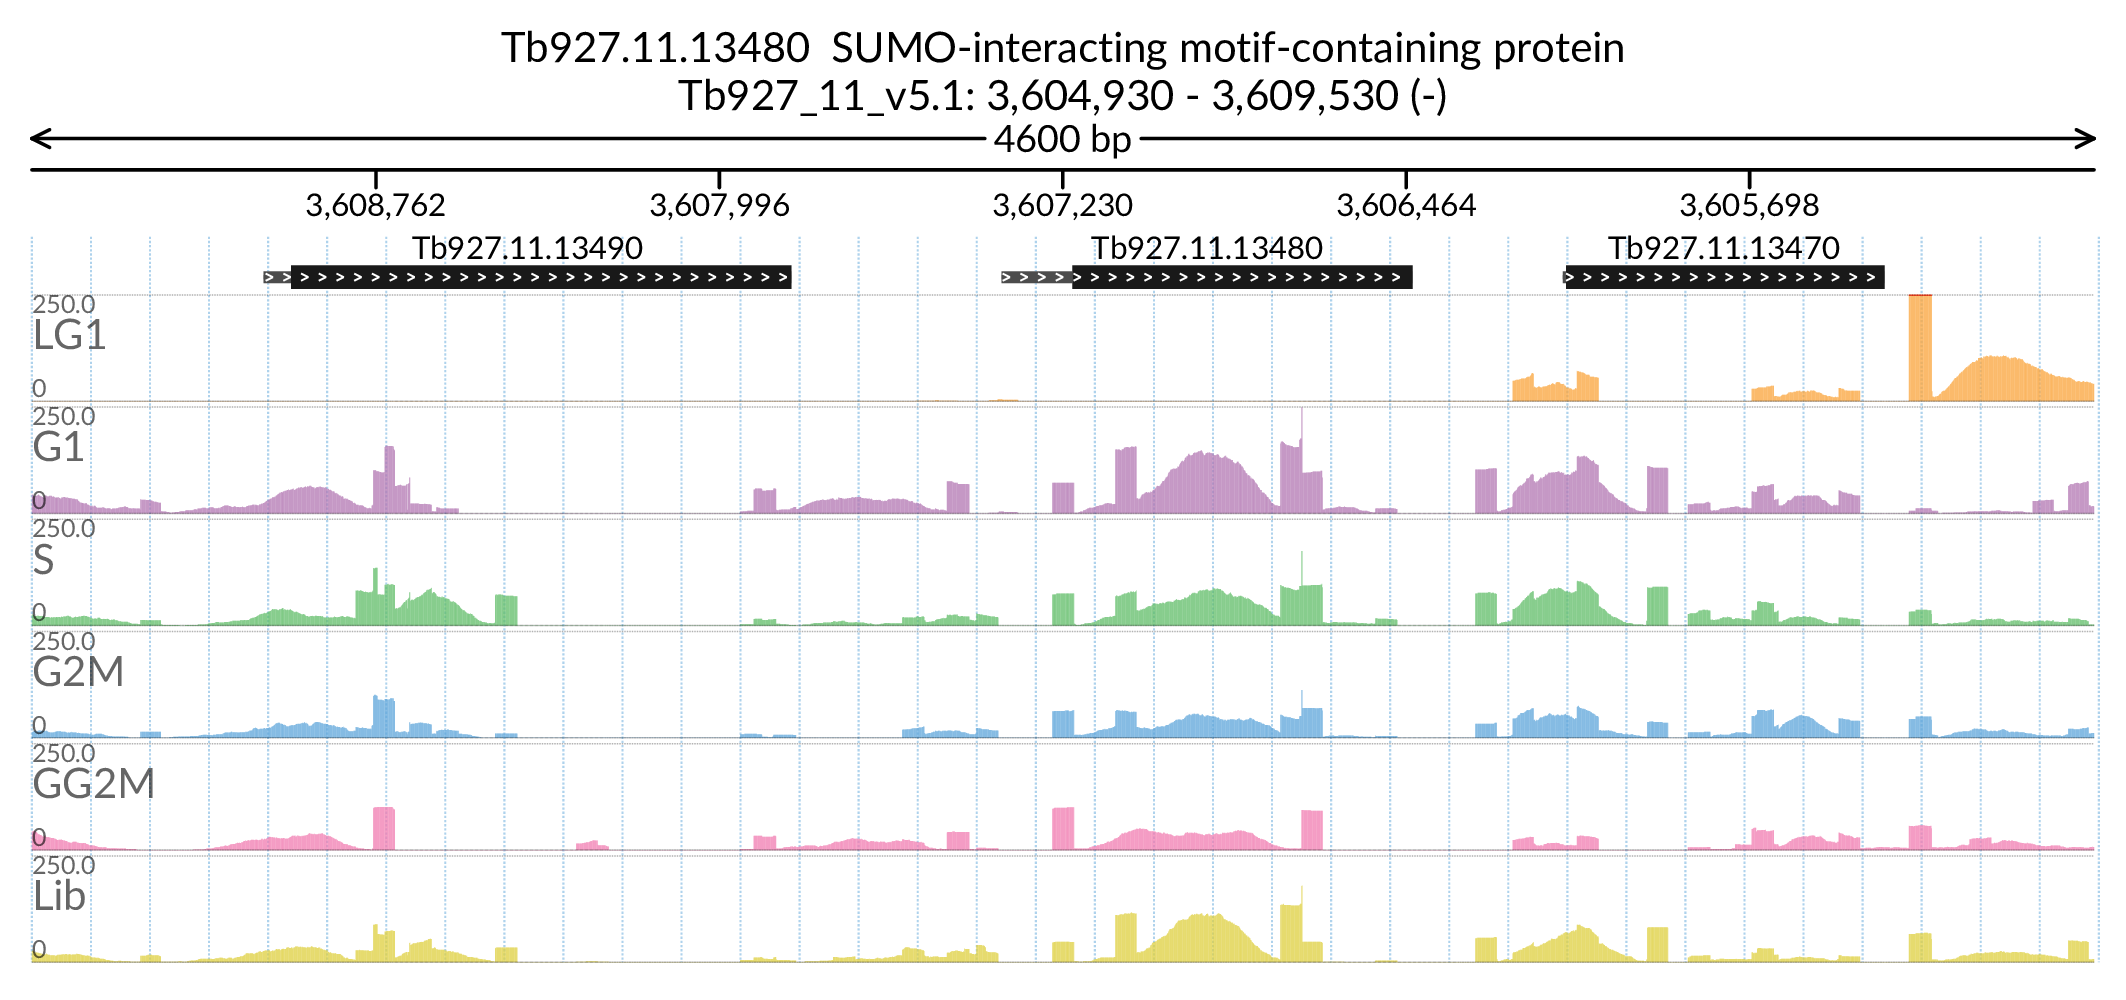 Tb927.11.13480  SUMO-interacting motif-containing protein
Tb927_11_v5.1: 3,604,930 - 3,609,530 (-)
4600 bp
3,608,762 3,607,996 3,607,230 3,606,464 3,605,698
Tb927.11.13490 Tb927.11.13480 Tb927.11.13470
250.0
LG1
0
250.0
G1
0
250.0
S
0
250.0
G2M
0
250.0
GG2M
0
250.0
Lib
0